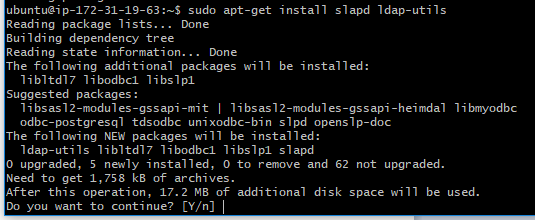 ubuntu@ip-172-31-19-63:~$ sudo apt-get install slapd ldap-utils
Reading package lists... Done
Building dependency tree
Reading state information... Done
The following additional packages will be installed:
  libltdl7 libodbc1 libslp1
Suggested packages:
  libsasl2-modules-gssapi-mit | libsasl2-modules-gssapi-heimdal libmyodbc
  odbc-postgresql tdsodbc unixodbc-bin slpd openslp-doc
The following NEW packages will be installed:
  ldap-utils libltdl7 libodbc1 libslp1 slapd
0 upgraded, 5 newly installed, 0 to remove and 62 not upgraded.
Need to get 1,758 kB of archives.
After this operation, 17.2 MB of additional disk space will be used.
Do you want to continue? [Y/n]